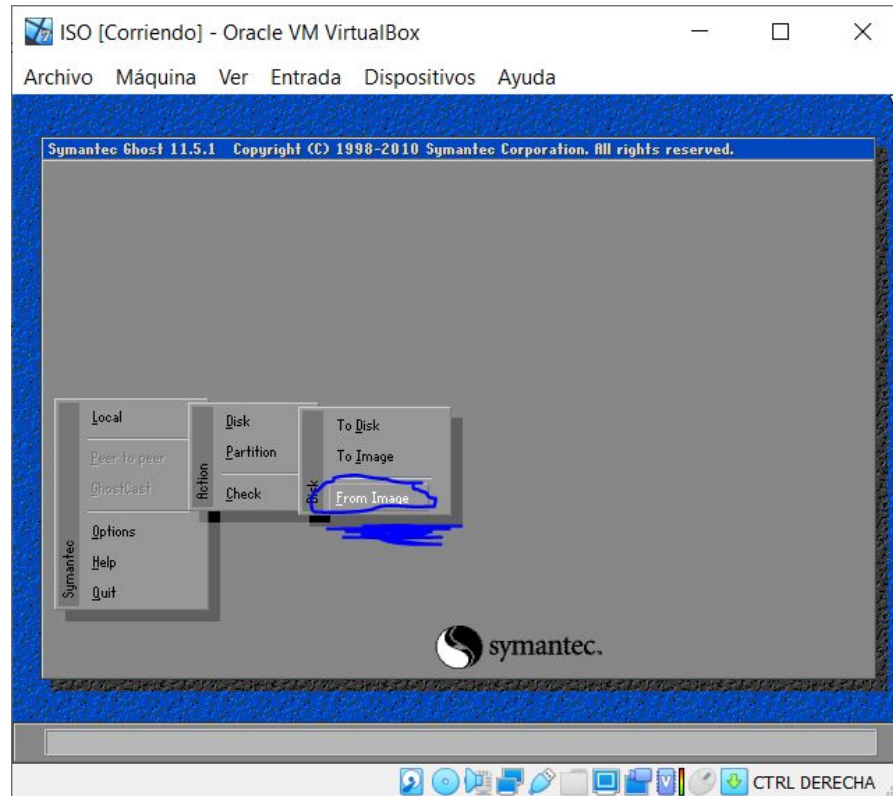 ISO [Corriendo] - Oracle VM VirtualBox
Archivo Máquina Ver Entrada Dispositivos Ayuda
Symantec Ghost 11.5.1 Copyright (C) 1998-2010 Symantec Corporation. All rights reserved.
Symantec
Local
Peer to peer
GhostCast
Options
Help
Quit
Action
Disk
Partition
Check
Disk
To Disk
To Image
From Image
symantec.
CTRL DERECHA